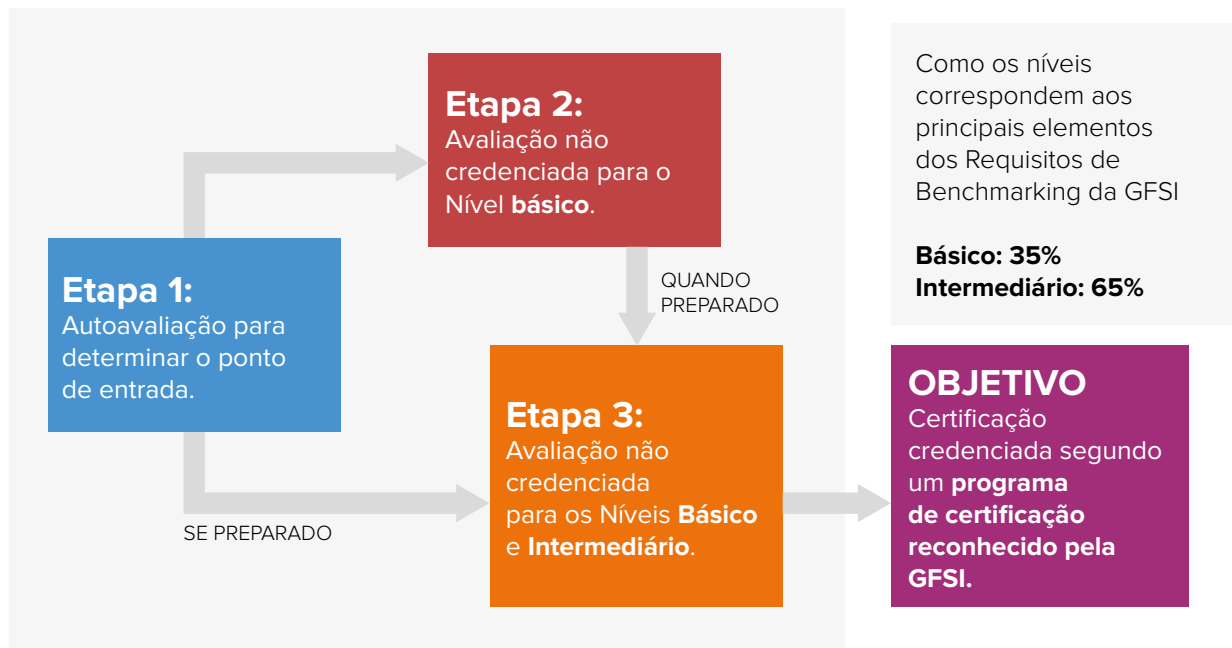 Etapa 1:
Autoavaliação para
determinar o ponto
de entrada.
Etapa 2:
Avaliação não
credenciada para o
Nível básico.
QUANDO
PREPARADO
SE PREPARADO
Etapa 3:
Avaliação não
credenciada
para os Níveis Básico
e Intermediário.
Como os níveis
correspondem aos
principais elementos
dos Requisitos de
Benchmarking da GFSI
Básico: 35%
Intermediário: 65%
OBJETIVO
Certificação
credenciada segundo
um programa
de certificação
reconhecido pela
GFSI.